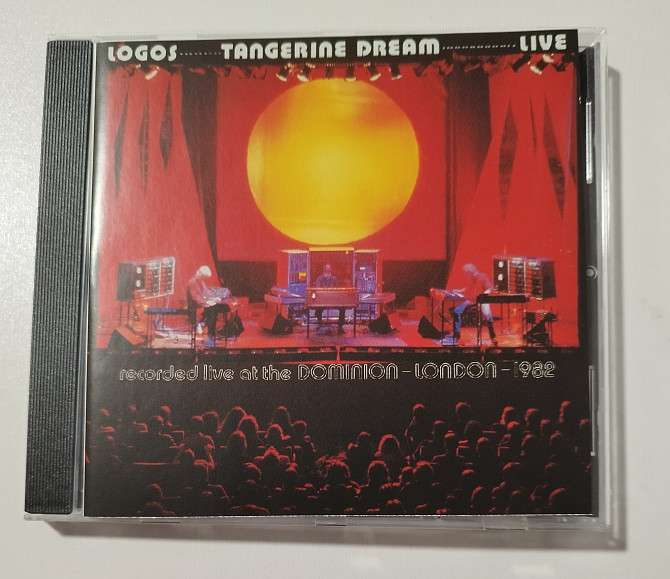 LOGOS.........TANGERINE DREAM............LIVE
recorded live at the DOMINION - LONDON - 1982